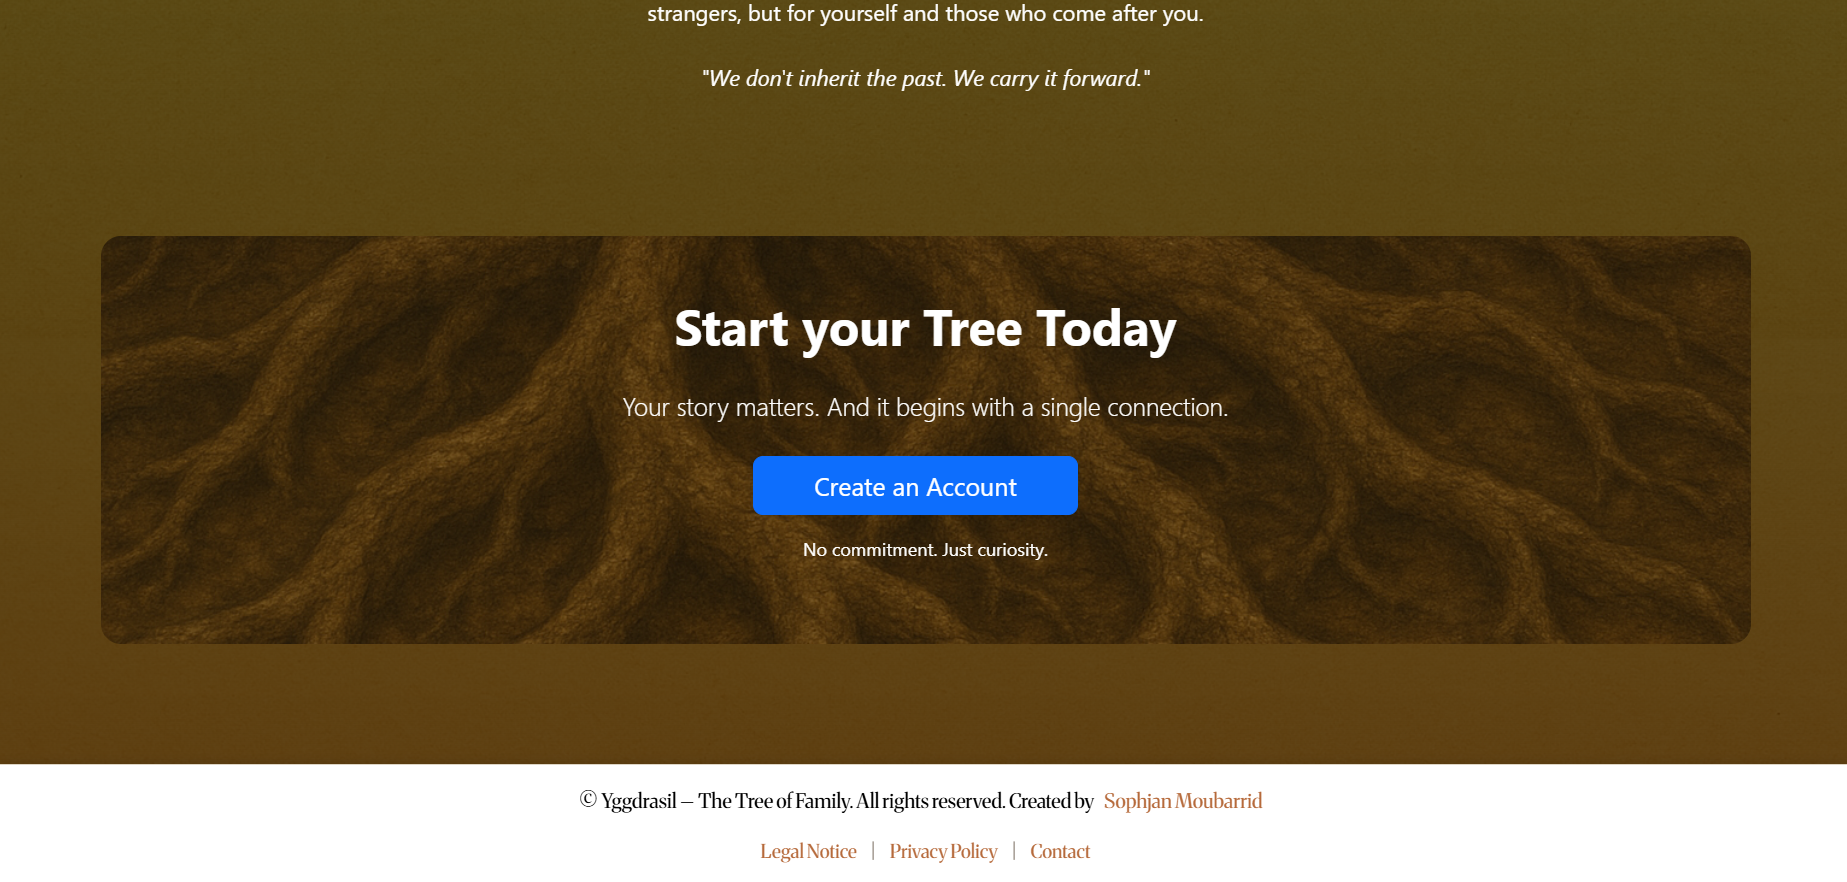 strangers, but for yourself and those who come after you.
"We don't inherit the past. We carry it forward."
Start your Tree Today
Your story matters. And it begins with a single connection.
Create an Account
No commitment. Just curiosity.
© Yggdrasil – The Tree of Family. All rights reserved. Created by Sophjan Moubarrid
Legal Notice | Privacy Policy | Contact